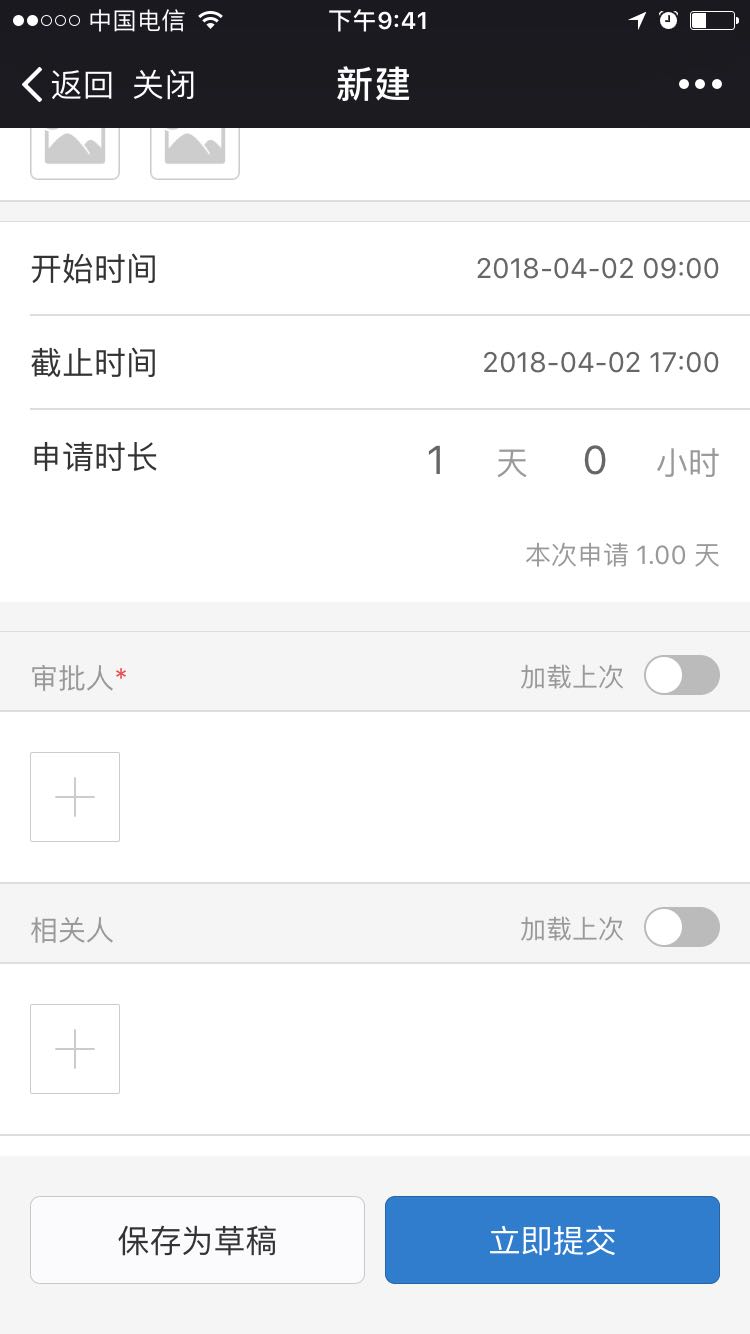 中国电信 下午9:41
返回 关闭 新建
开始时间 2018-04-02 09:00
截止时间 2018-04-02 17:00
申请时长 1 天 0 小时
本次申请 1.00 天
审批人* 加载上次
相关人 加载上次
保存为草稿 立即提交